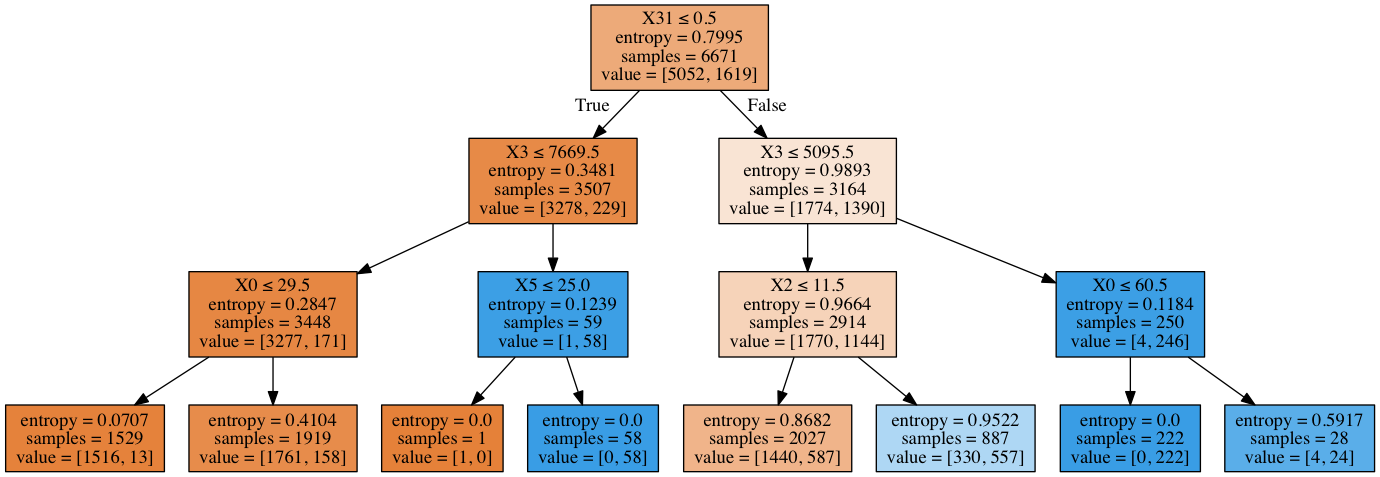 X31 ≤ 0.5
entropy = 0.7995
samples = 6671
value = [5052, 1619]
True
False
X3 ≤ 7669.5
entropy = 0.3481
samples = 3507
value = [3278, 229]
X3 ≤ 5095.5
entropy = 0.9893
samples = 3164
value = [1774, 1390]
X0 ≤ 29.5
entropy = 0.2847
samples = 3448
value = [3277, 171]
X5 ≤ 25.0
entropy = 0.1239
samples = 59
value = [1, 58]
X2 ≤ 11.5
entropy = 0.9664
samples = 2914
value = [1770, 1144]
X0 ≤ 60.5
entropy = 0.1184
samples = 250
value = [4, 246]
entropy = 0.0707
samples = 1529
value = [1516, 13]
entropy = 0.4104
samples = 1919
value = [1761, 158]
entropy = 0.0
samples = 1
value = [1, 0]
entropy = 0.0
samples = 58
value = [0, 58]
entropy = 0.8682
samples = 2027
value = [1440, 587]
entropy = 0.9522
samples = 887
value = [330, 557]
entropy = 0.0
samples = 222
value = [0, 222]
entropy = 0.5917
samples = 28
value = [4, 24]